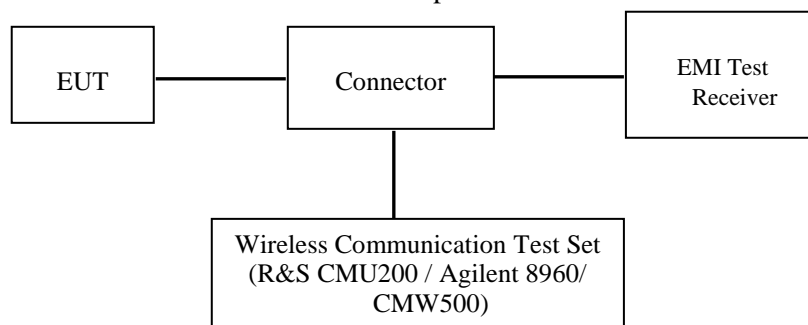 EUT
Connector
EMI Test
Receiver
Wireless Communication Test Set
(R&S CMU200 / Agilent 8960/
CMW500)